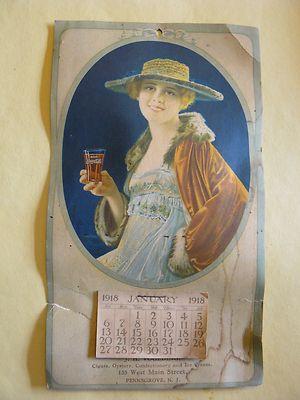 1918 JANUARY 1918
1 2 3 4 5
6 7 8 9 10 11 12
13 14 15 16 17 18 19
20 21 22 23 24 25 26
27 28 29 30 31
Cigars, Oysters, Confectionery and Ice Cream.
West Main Street,
PENNSGROVE, N. J.